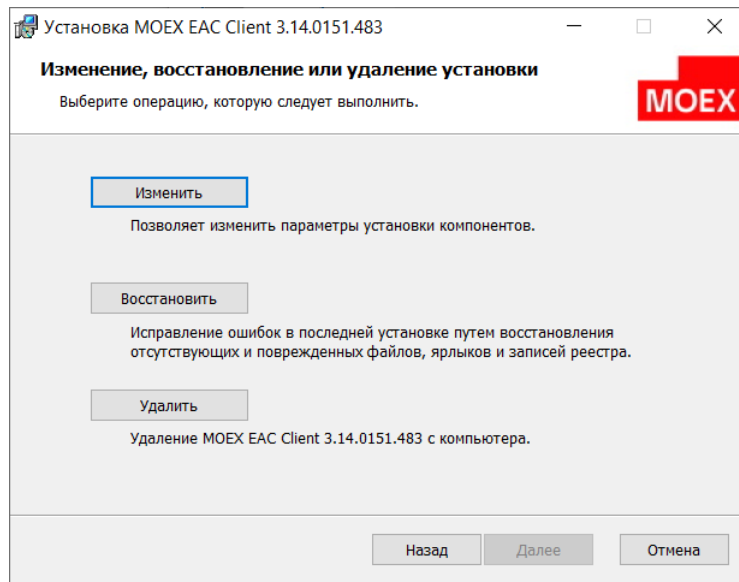 Установка MOEX EAC Client 3.14.0151.483
Изменение, восстановление или удаление установки
Выберите операцию, которую следует выполнить.
MOEX
Изменить
Позволяет изменить параметры установки компонентов.
Восстановить
Исправление ошибок в последней установке путем восстановления
отсутствующих и поврежденных файлов, ярлыков и записей реестра.
Удалить
Удаление MOEX EAC Client 3.14.0151.483 с компьютера.
Назад
Далее
Отмена